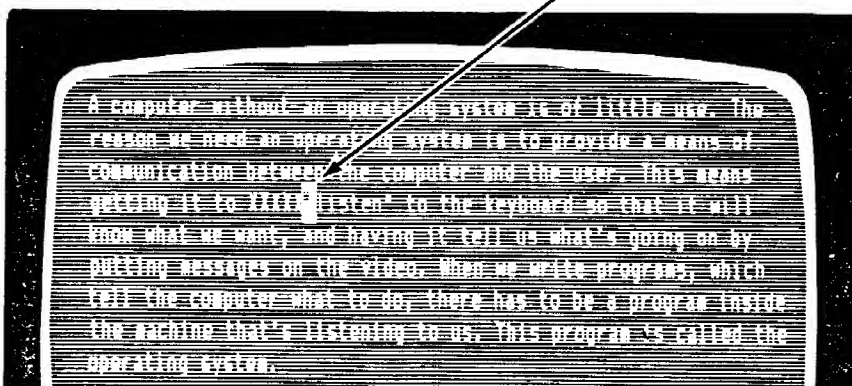 A computer without an operating system is of little use. The
reason we need an operating system is to provide a means of
communication between the computer and the user. This means
getting it to lllll"listen" to the keyboard so that it will
know what we want, and having it tell us what's going on by
putting messages on the video. When we write programs, which
tell the computer what to do, there has to be a program inside
the machine that's listening to us. This program 's called the
operating system.